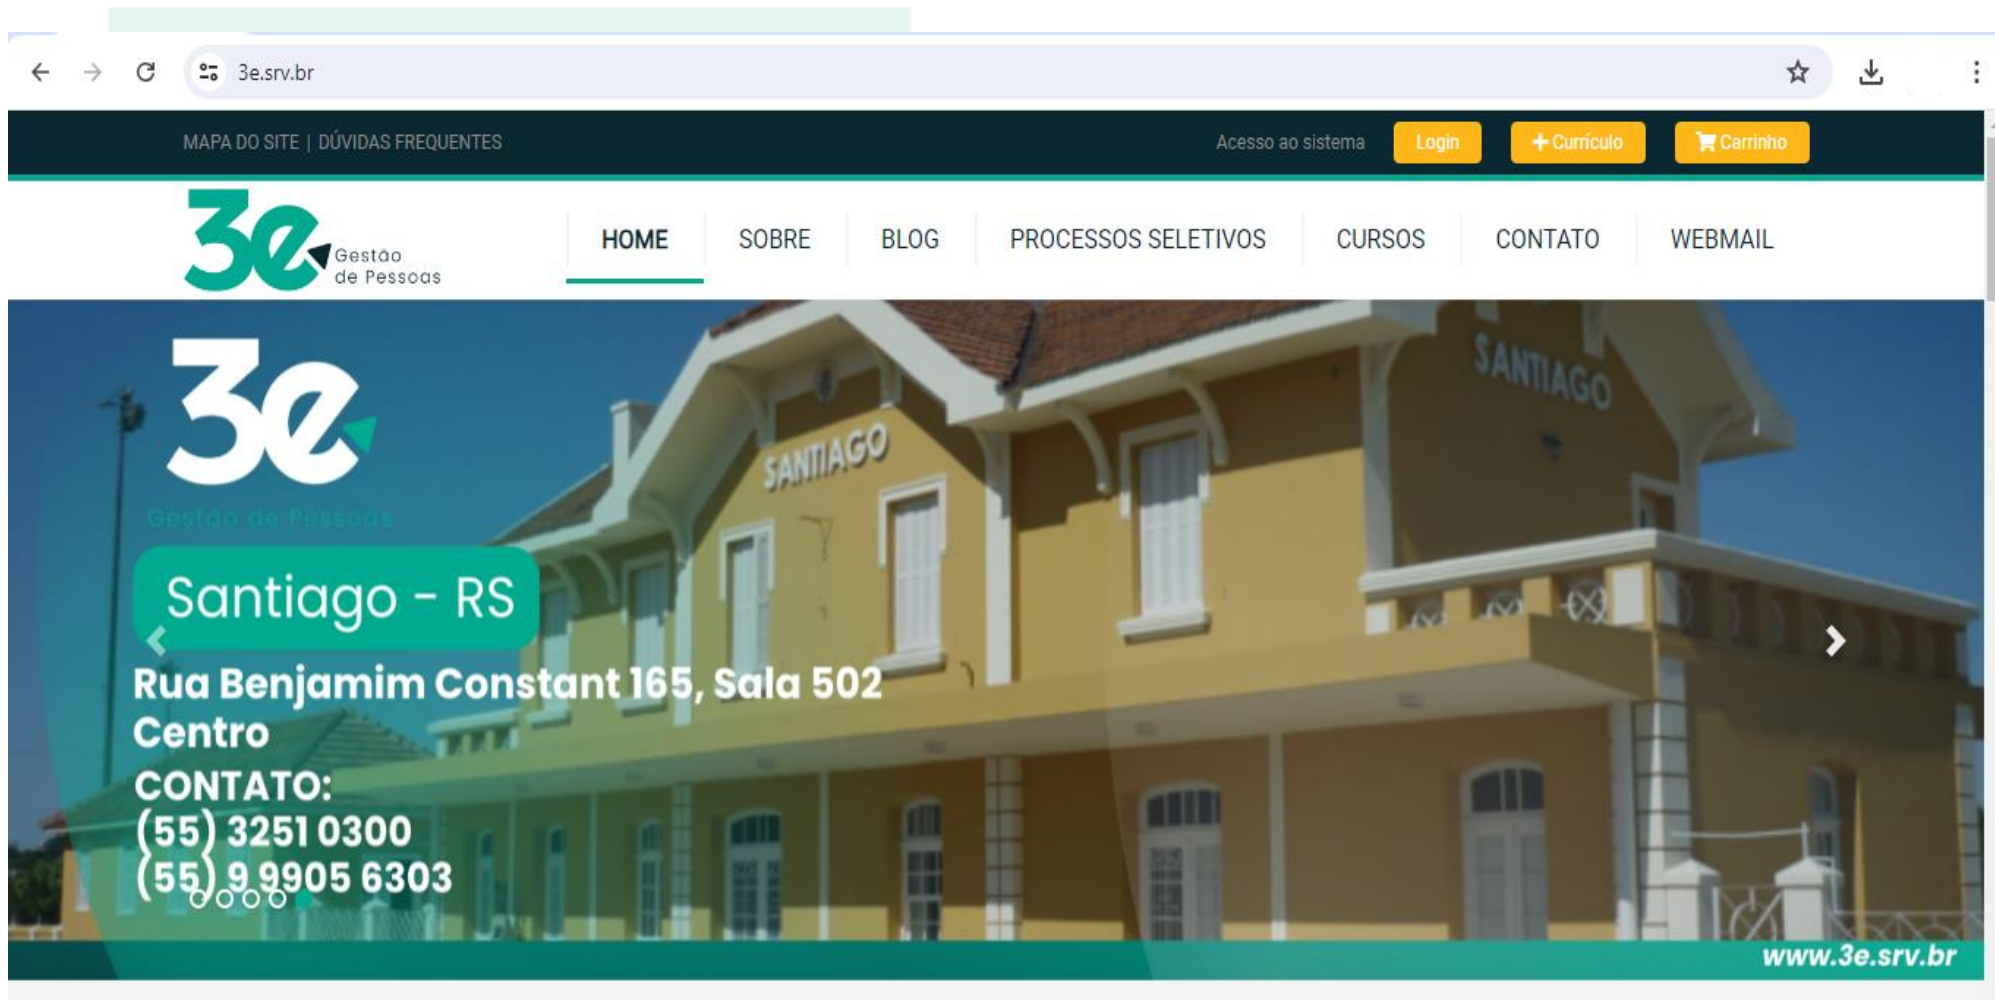 3e.srv.br
MAPA DO SITE | DÚVIDAS FREQUENTES
Acesso ao sistema
Login
+ Currículo
Carrinho
3e
Gestão
de Pessoas
HOME
SOBRE
BLOG
PROCESSOS SELETIVOS
CURSOS
CONTATO
WEBMAIL
3e
Gestão de Pessoas
SANTIAGO
SANTIAGO
Santiago - RS
Rua Benjamim Constant 165, Sala 502
Centro
CONTATO:
(55) 3251 0300
(55) 9 9905 6303
www.3e.srv.br